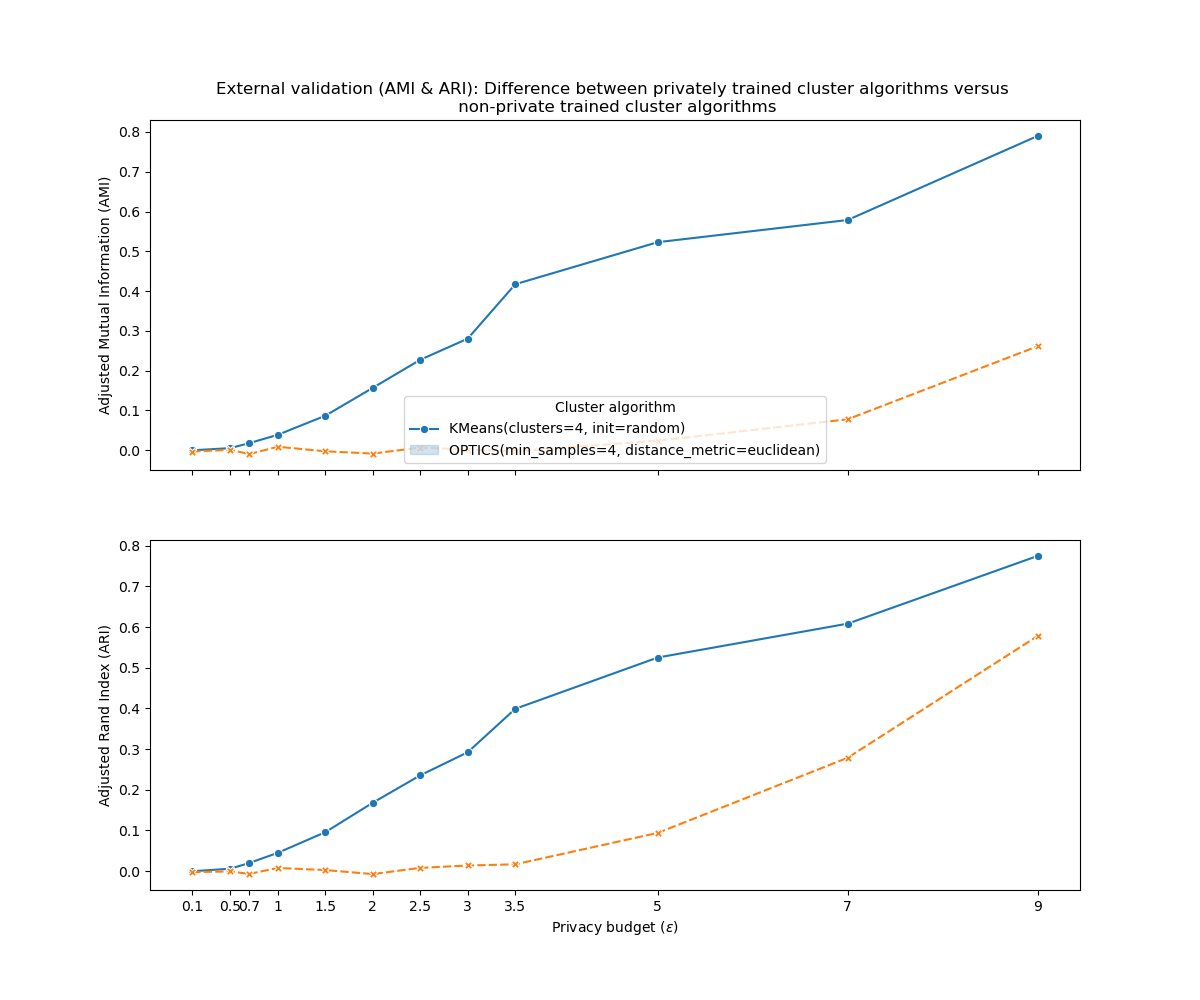 External validation (AMI & ARI): Difference between privately trained cluster algorithms versus
non-private trained cluster algorithms
0.8
0.7
0.6
0.5
0.4
0.3
0.2
0.1
0.0
Adjusted Mutual Information (AMI)
Cluster algorithm
KMeans(clusters=4, init=random)
OPTICS(min_samples=4, distance_metric=euclidean)
0.8
0.7
0.6
0.5
0.4
0.3
0.2
0.1
0.0
Adjusted Rand Index (ARI)
0.1 0.5 0.7 1 1.5 2 2.5 3 3.5 5 7 9
Privacy budget (ε)